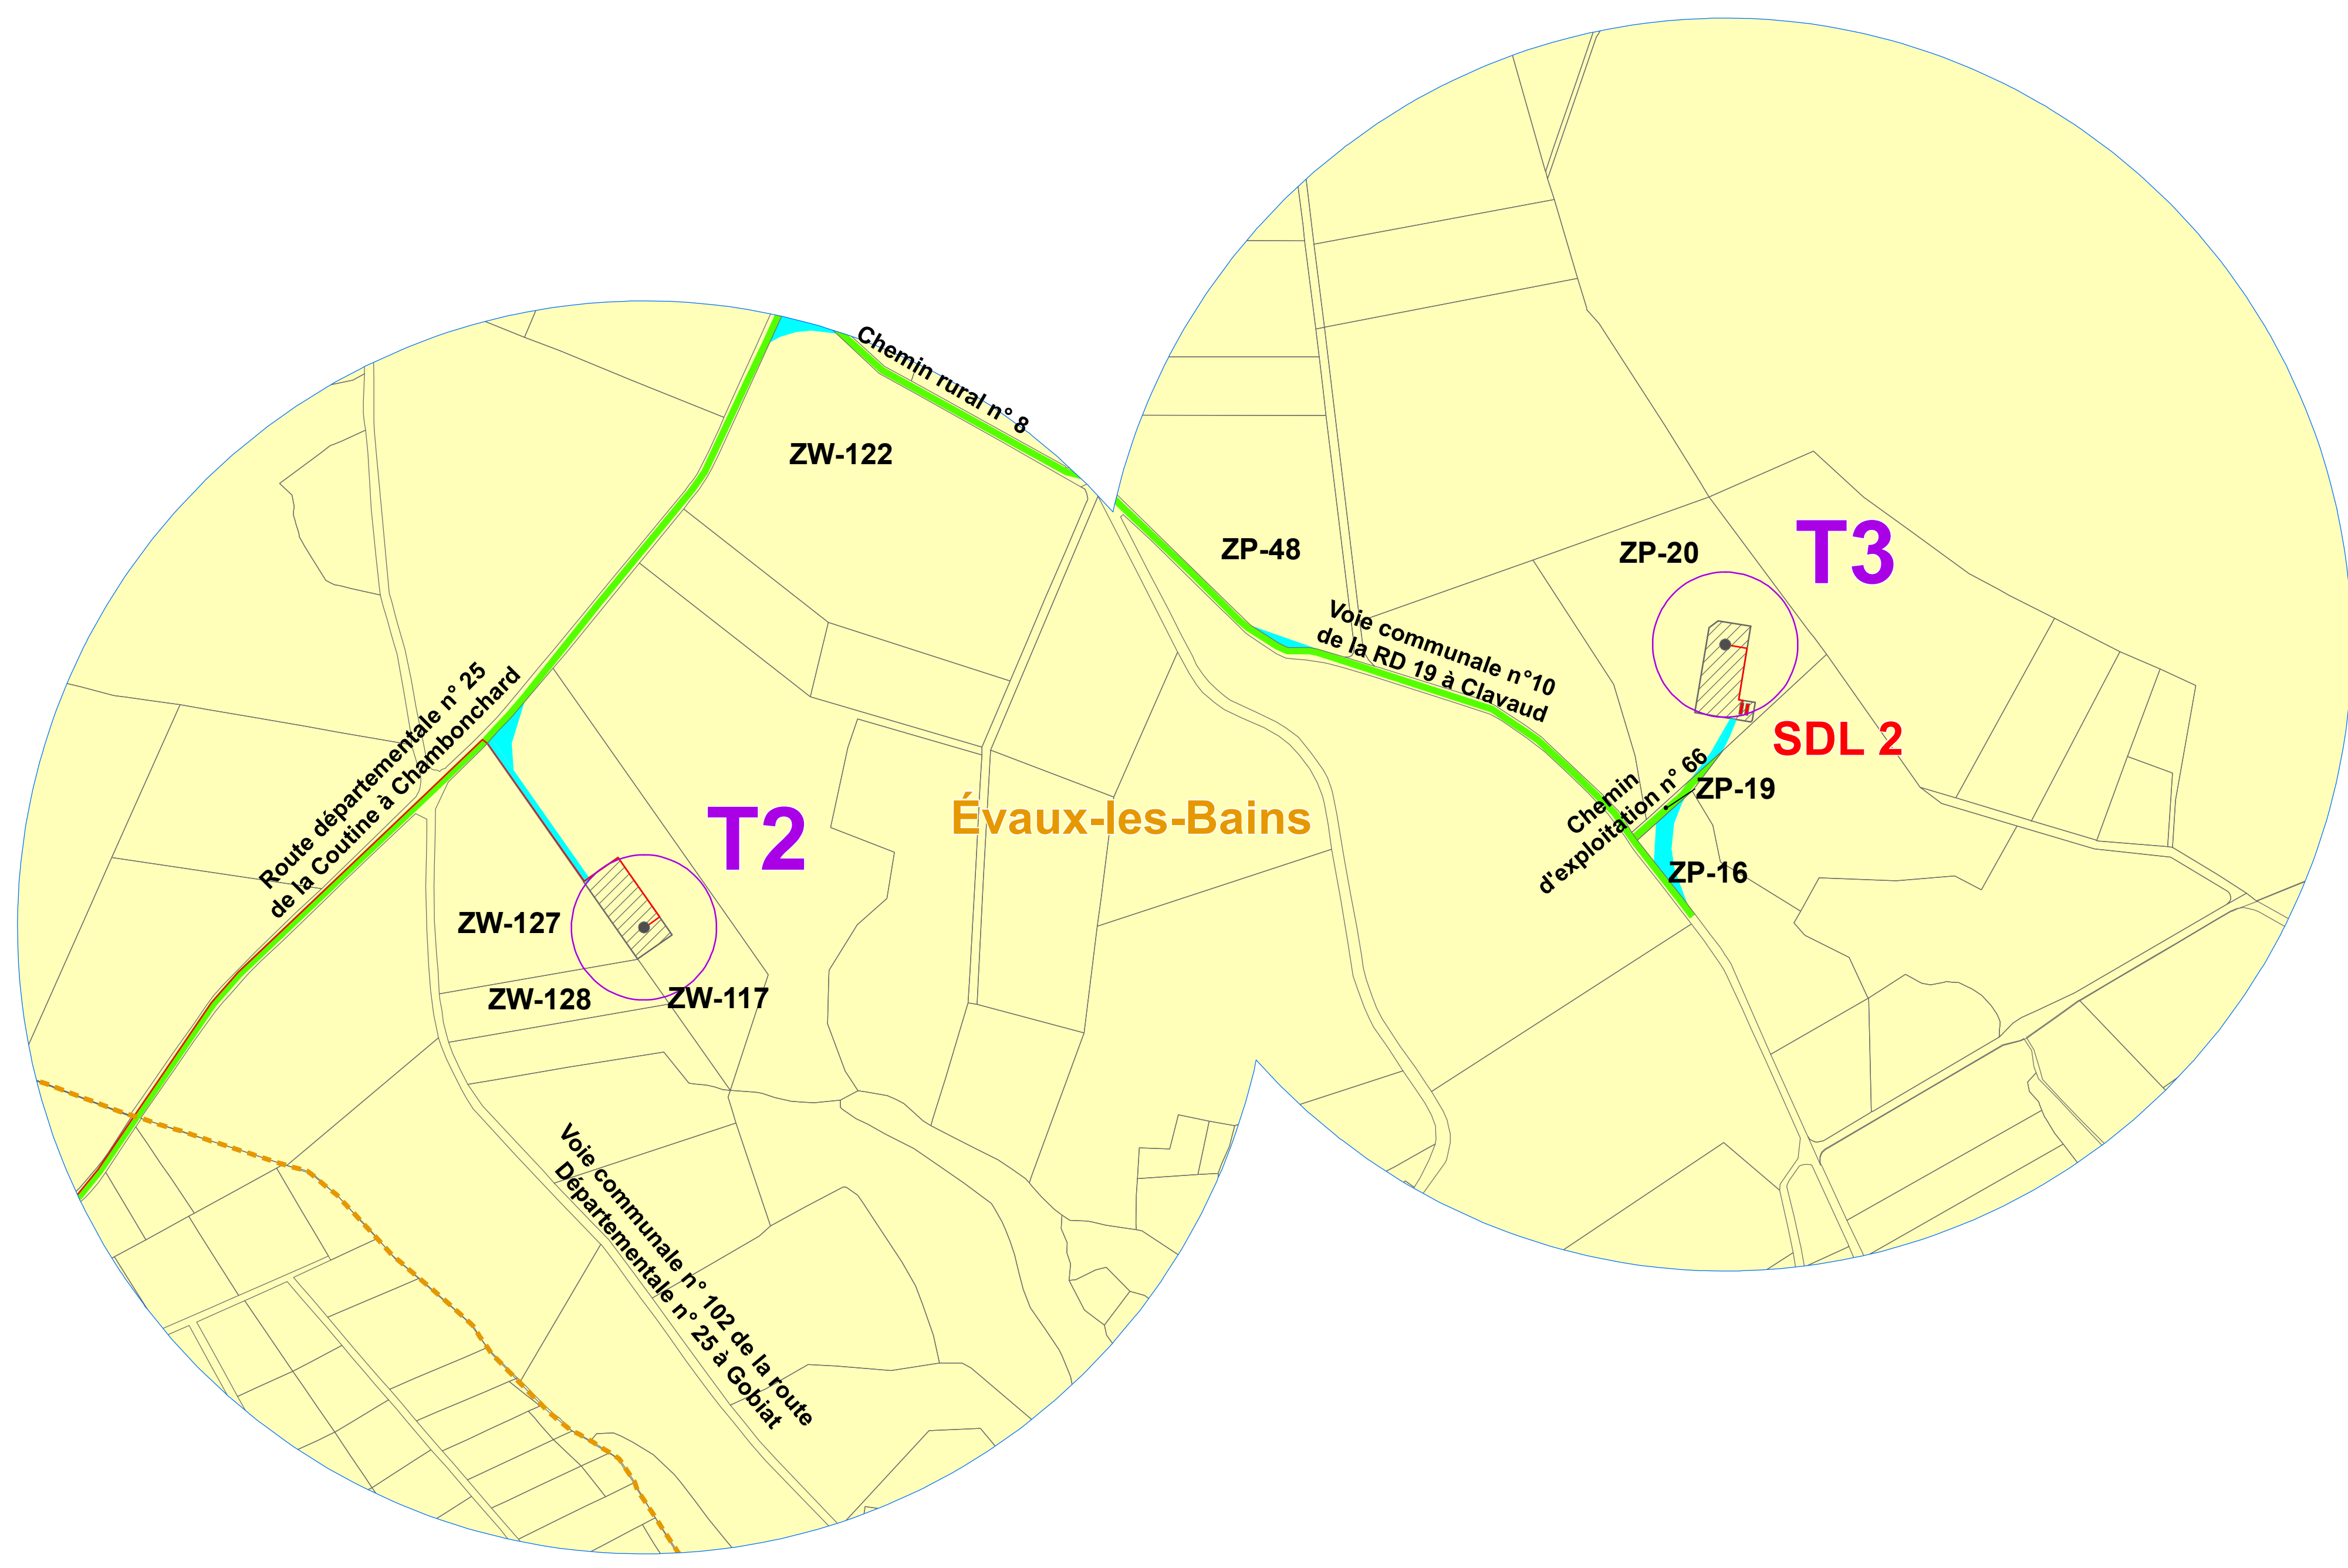 Chemin rural n° 8
ZW-122
ZP-48
ZP-20
T3
Voie communale n°10
de la RD 19 à Clavaud
SDL 2
Route départementale n° 25
de la Coutine à Chambonchard
Chemin
d'exploitation n° 66
ZP-19
Évaux-les-Bains
T2
ZP-16
ZW-127
ZW-128
ZW-117
Voie communale n° 102 de la route
Départementale n° 25 à Gobiat